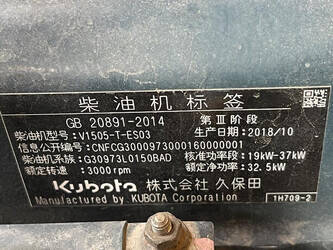 柴油机标签
GB 20891-2014 第Ⅲ阶段
柴油机型号: V1505-T-ES03 生产日期: 2018/10
信息公开编号: CNFCG3000973000160000001
柴油机系族: G30973L0150BAD 核准功率段: 19kW-37kW
额定转速: 3000rpm 额定净功率: 32.5kW
Kubota 株式会社 久保田
Manufactured by KUBOTA Corporation 1H709-2